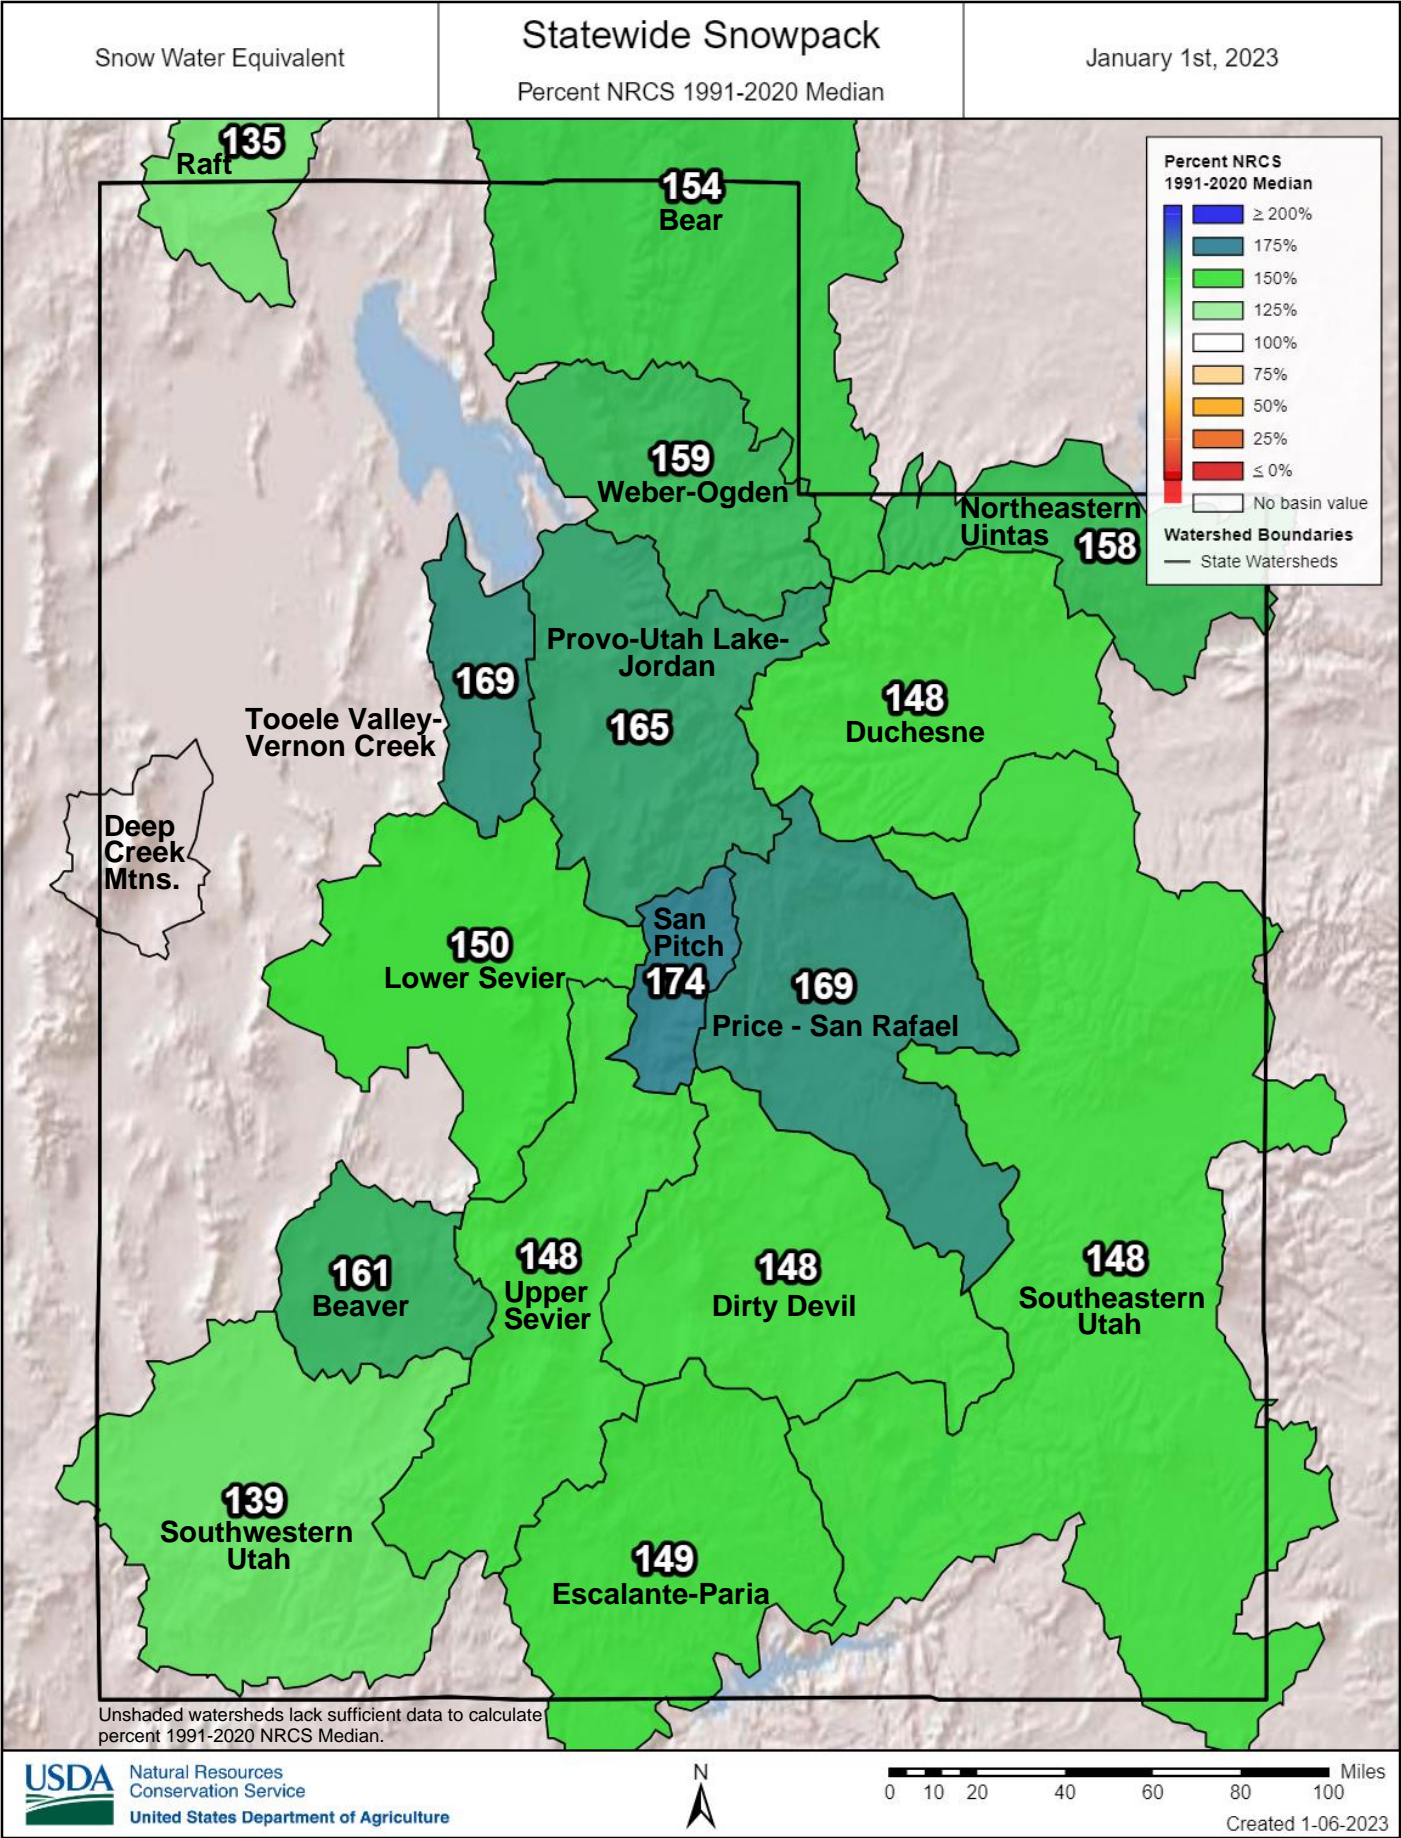 Snow Water Equivalent
Statewide Snowpack
Percent NRCS 1991-2020 Median
January 1st, 2023
135
Raft
154
Bear
Percent NRCS
1991-2020 Median
≥ 200%
175%
150%
125%
100%
75%
50%
25%
≤ 0%
No basin value
Watershed Boundaries
State Watersheds
159
Weber-Ogden
Northeastern
Uintas
158
Provo-Utah Lake-
Jordan
165
169
Tooele Valley-
Vernon Creek
148
Duchesne
Deep
Creek
Mtns.
San
Pitch
174
150
Lower Sevier
169
Price - San Rafael
161
Beaver
148
Upper
Sevier
148
Dirty Devil
148
Southeastern
Utah
139
Southwestern
Utah
149
Escalante-Paria
Unshaded watersheds lack sufficient data to calculate
percent 1991-2020 NRCS Median.
USDA
Natural Resources
Conservation Service
United States Department of Agriculture
N
Miles
0 10 20 40 60 80 100
Created 1-06-2023